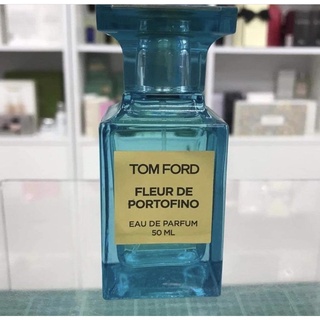 TOM FORD
FLEUR DE
PORTOFINO
EAU DE PARFUM
50 ML